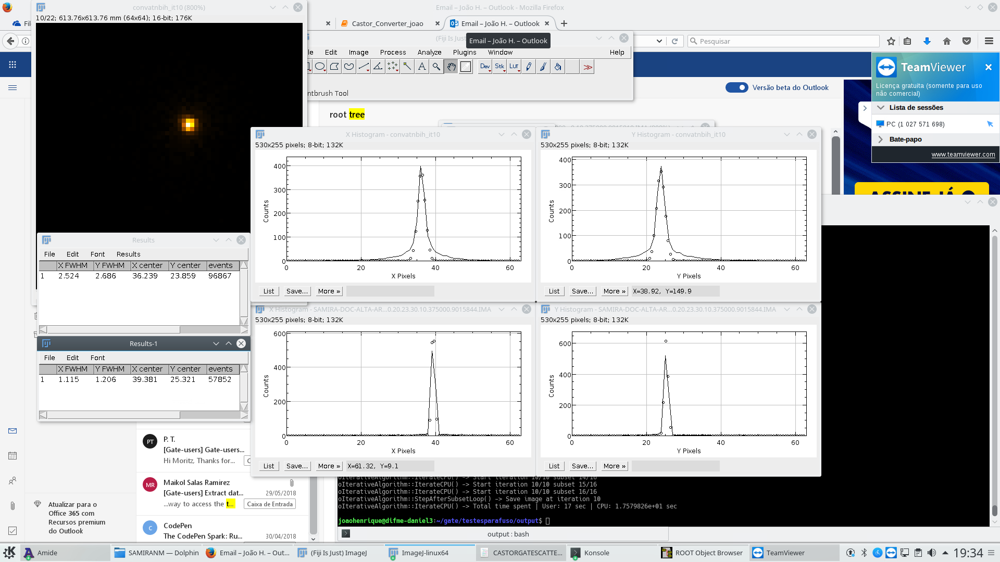 convatnbih_it10 (800%)
10/22; 613.76x613.76 mm (64x64); 16-bit; 176K
Email – João H. – Outlook - Mozilla Firefox
Castor_Converter_joao
Email – João H. – Outlook
Email – João H. – Outlook
Pesquisar
(Fiji Is Just)
Edit Image Process Analyze Plugins Window Help
Dev Stk LUT
Versão beta do Outlook
root tree
TeamViewer
Licença gratuita (somente para uso
não comercial)
Lista de sessões
PC (1 027 571 698)
Bate-papo
www.teamviewer.com
X Histogram - convatnbih_it10
530x255 pixels; 8-bit; 132K
Counts
400
300
200
100
0
0 20 40 60
X Pixels
List Save... More »
Y Histogram - convatnbih_it10
530x255 pixels; 8-bit; 132K
Counts
400
300
200
100
0
0 20 40 60
Y Pixels
List Save... More » X=38.92, Y=149.9
Results
File Edit Font Results
X FWHM Y FWHM X center Y center events
1 2.524 2.686 36.239 23.859 96867
Results-1
File Edit Font
X FWHM Y FWHM X center Y center events
1 1.115 1.206 39.381 25.321 57852
X Histogram - SAMIRA-DOC-ALTA-AR...0.20.23.30.10.375000.9015844.IMA
530x255 pixels; 8-bit; 132K
Counts
600
400
200
0
0 20 40 60
X Pixels
List Save... More » X=61.32, Y=9.1
Y Histogram - SAMIRA-DOC-ALTA-AR...0.20.23.30.10.375000.9015844.IMA
530x255 pixels; 8-bit; 132K
Counts
600
400
200
0
0 20 40 60
Y Pixels
List Save... More »
PT
P. T.
[Gate-users] Gate-users...
Hi Moritz, Thanks for...
MR
Maikol Salas Ramirez
[Gate-users] Extract dat... 29/05/2018
...way to access the t... Caixa de Entrada
C
CodePen
The CodePen Spark: Ru... 30/04/2018
Atualizar para o
Office 365 com
Recursos premium
do Outlook
oIterativeAlgorithm::IterateCPU() -> Start iteration 10/10 subset 14/16
oIterativeAlgorithm::IterateCPU() -> Start iteration 10/10 subset 15/16
oIterativeAlgorithm::IterateCPU() -> Start iteration 10/10 subset 16/16
oIterativeAlgorithm::StepAfterSubsetLoop() -> Save image at iteration 10
oIterativeAlgorithm::IterateCPU() -> Total time spent | User: 17 sec | CPU: 1.7579826e+01 sec
joaohenrique@difme-daniel3:~/gate/testesparafuso/output$
output : bash
Amide
SAMIRANM — Dolphin
Email – João H. – Out...
(Fiji Is Just) ImageJ
ImageJ-linux64
CASTORGATESCATTE...
Konsole
ROOT Object Browser
TeamViewer
19:34